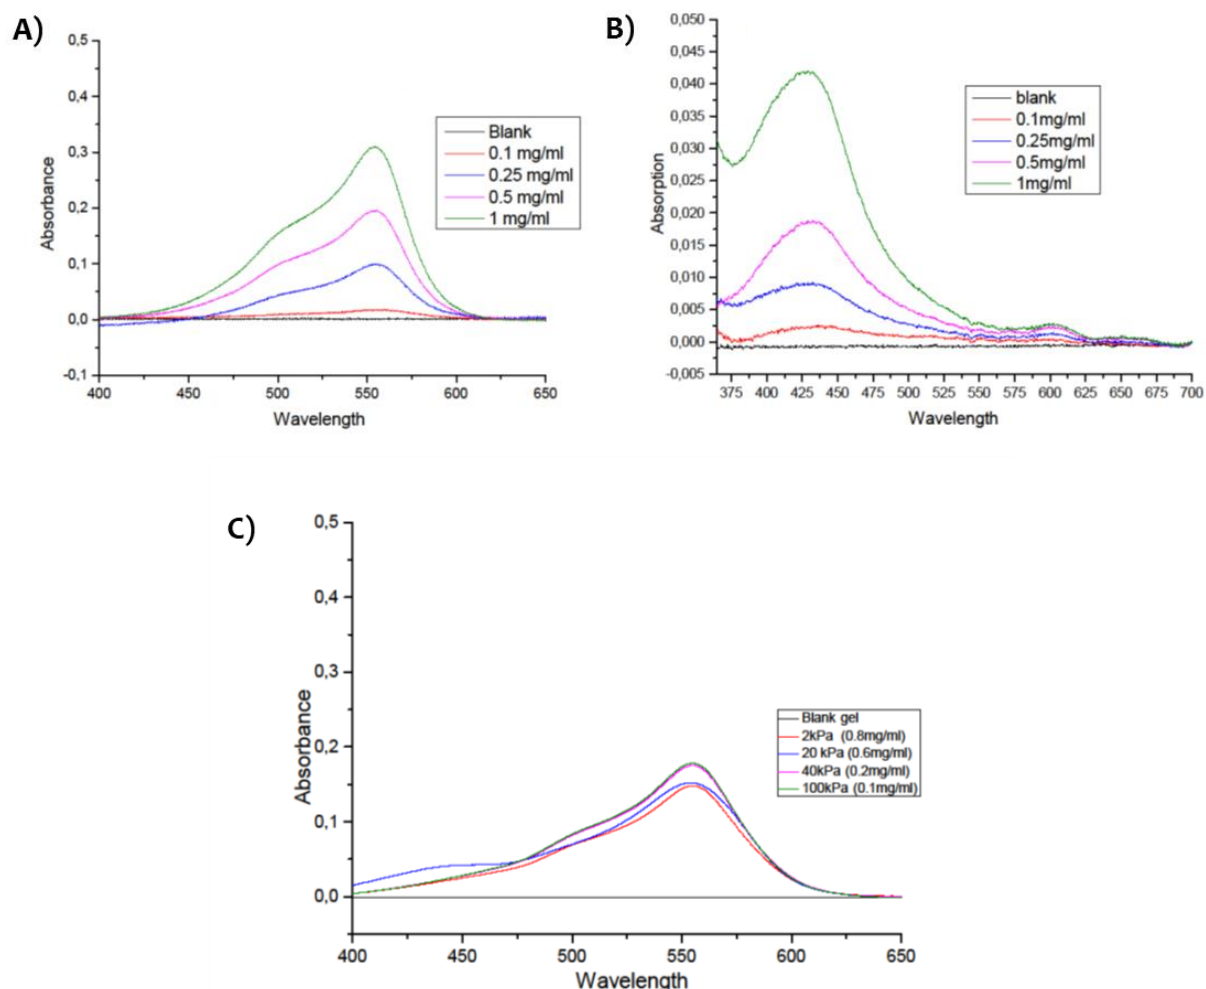 A)
0,5
0,4
0,3
0,2
0,1
0,0
-0,1
Absorbance
400 450 500 550 600 650
Wavelength
Blank
0.1 mg/ml
0.25 mg/ml
0.5 mg/ml
1 mg/ml
B)
0,050
0,045
0,040
0,035
0,030
0,025
0,020
0,015
0,010
0,005
0,000
-0,005
Absorption
375 400 425 450 475 500 525 550 575 600 625 650 675 700
Wavelength
blank
0.1mg/ml
0.25mg/ml
0.5mg/ml
1mg/ml
C)
0,5
0,4
0,3
0,2
0,1
0,0
Absorbance
400 450 500 550 600 650
Wavelength
Blank gel
2kPa (0.8mg/ml)
20 kPa (0.6mg/ml)
40kPa (0.2mg/ml)
100kPa (0.1mg/ml)